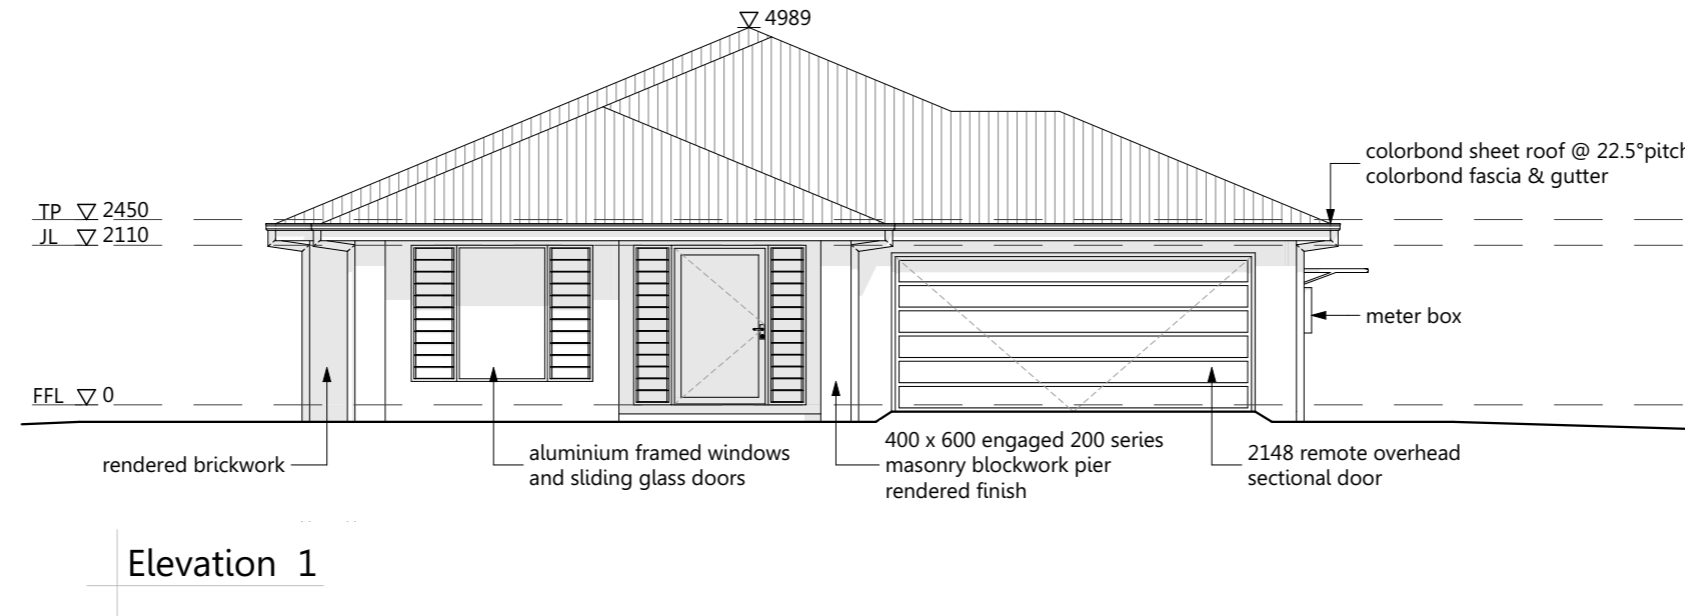 4989
colorbond sheet roof @ 22.5°pitch
colorbond fascia & gutter
TP 2450
JL 2110
meter box
FFL 0
rendered brickwork
aluminium framed windows
and sliding glass doors
400 x 600 engaged 200 series
masonry blockwork pier
rendered finish
2148 remote overhead
sectional door
Elevation 1